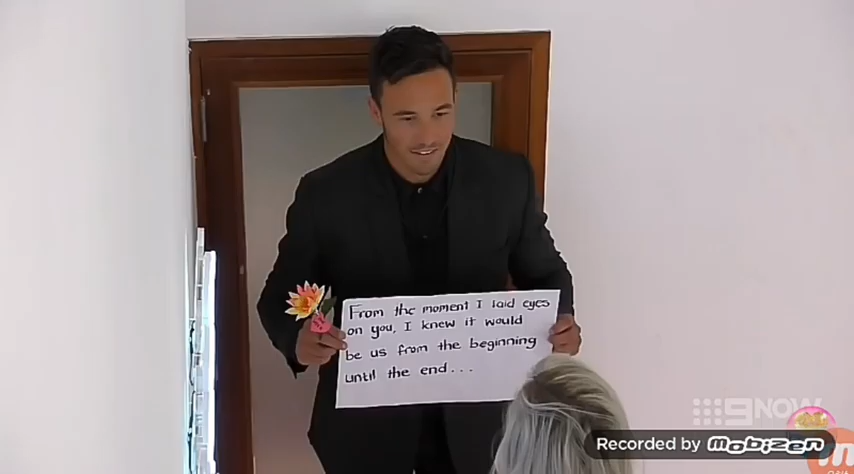 From the moment I laid eyes
on you, I knew it would
be us from the beginning
until the end...
9NOW
Recorded by mobizen